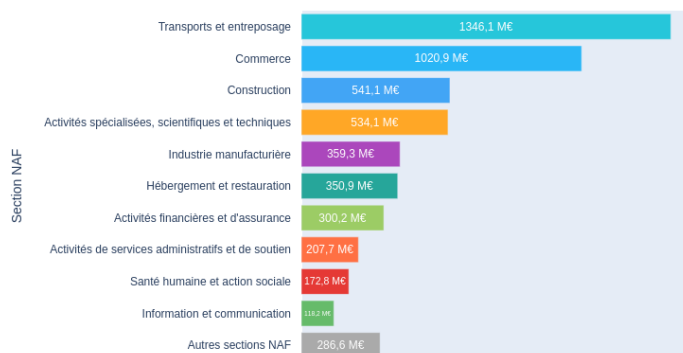 Section NAF
Transports et entreposage 1346,1 M€
Commerce 1020,9 M€
Construction 541,1 M€
Activités spécialisées, scientifiques et techniques 534,1 M€
Industrie manufacturière 359,3 M€
Hébergement et restauration 350,9 M€
Activités financières et d'assurance 300,2 M€
Activités de services administratifs et de soutien 207,7 M€
Santé humaine et action sociale 172,8 M€
Information et communication 118,2 M€
Autres sections NAF 286,6 M€